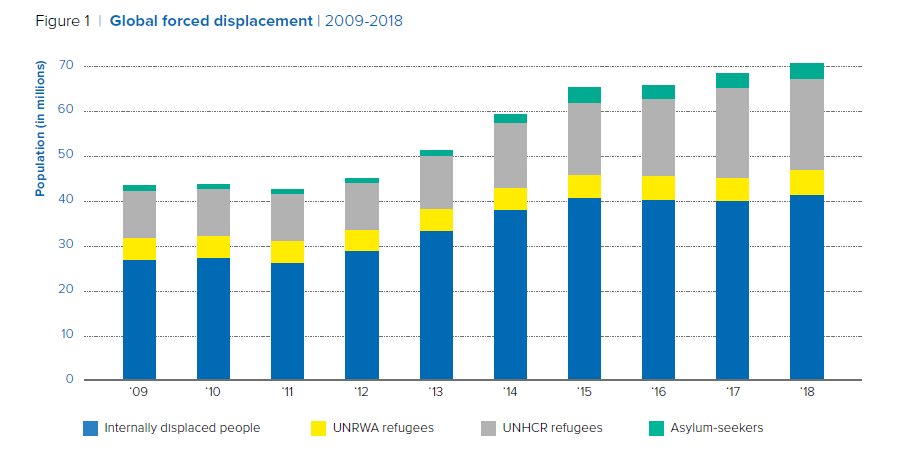 Figure 1 | Global forced displacement | 2009-2018
Population (in millions)
70
60
50
40
30
20
10
0
'09 '10 '11 '12 '13 '14 '15 '16 '17 '18
Internally displaced people UNRWA refugees UNHCR refugees Asylum-seekers